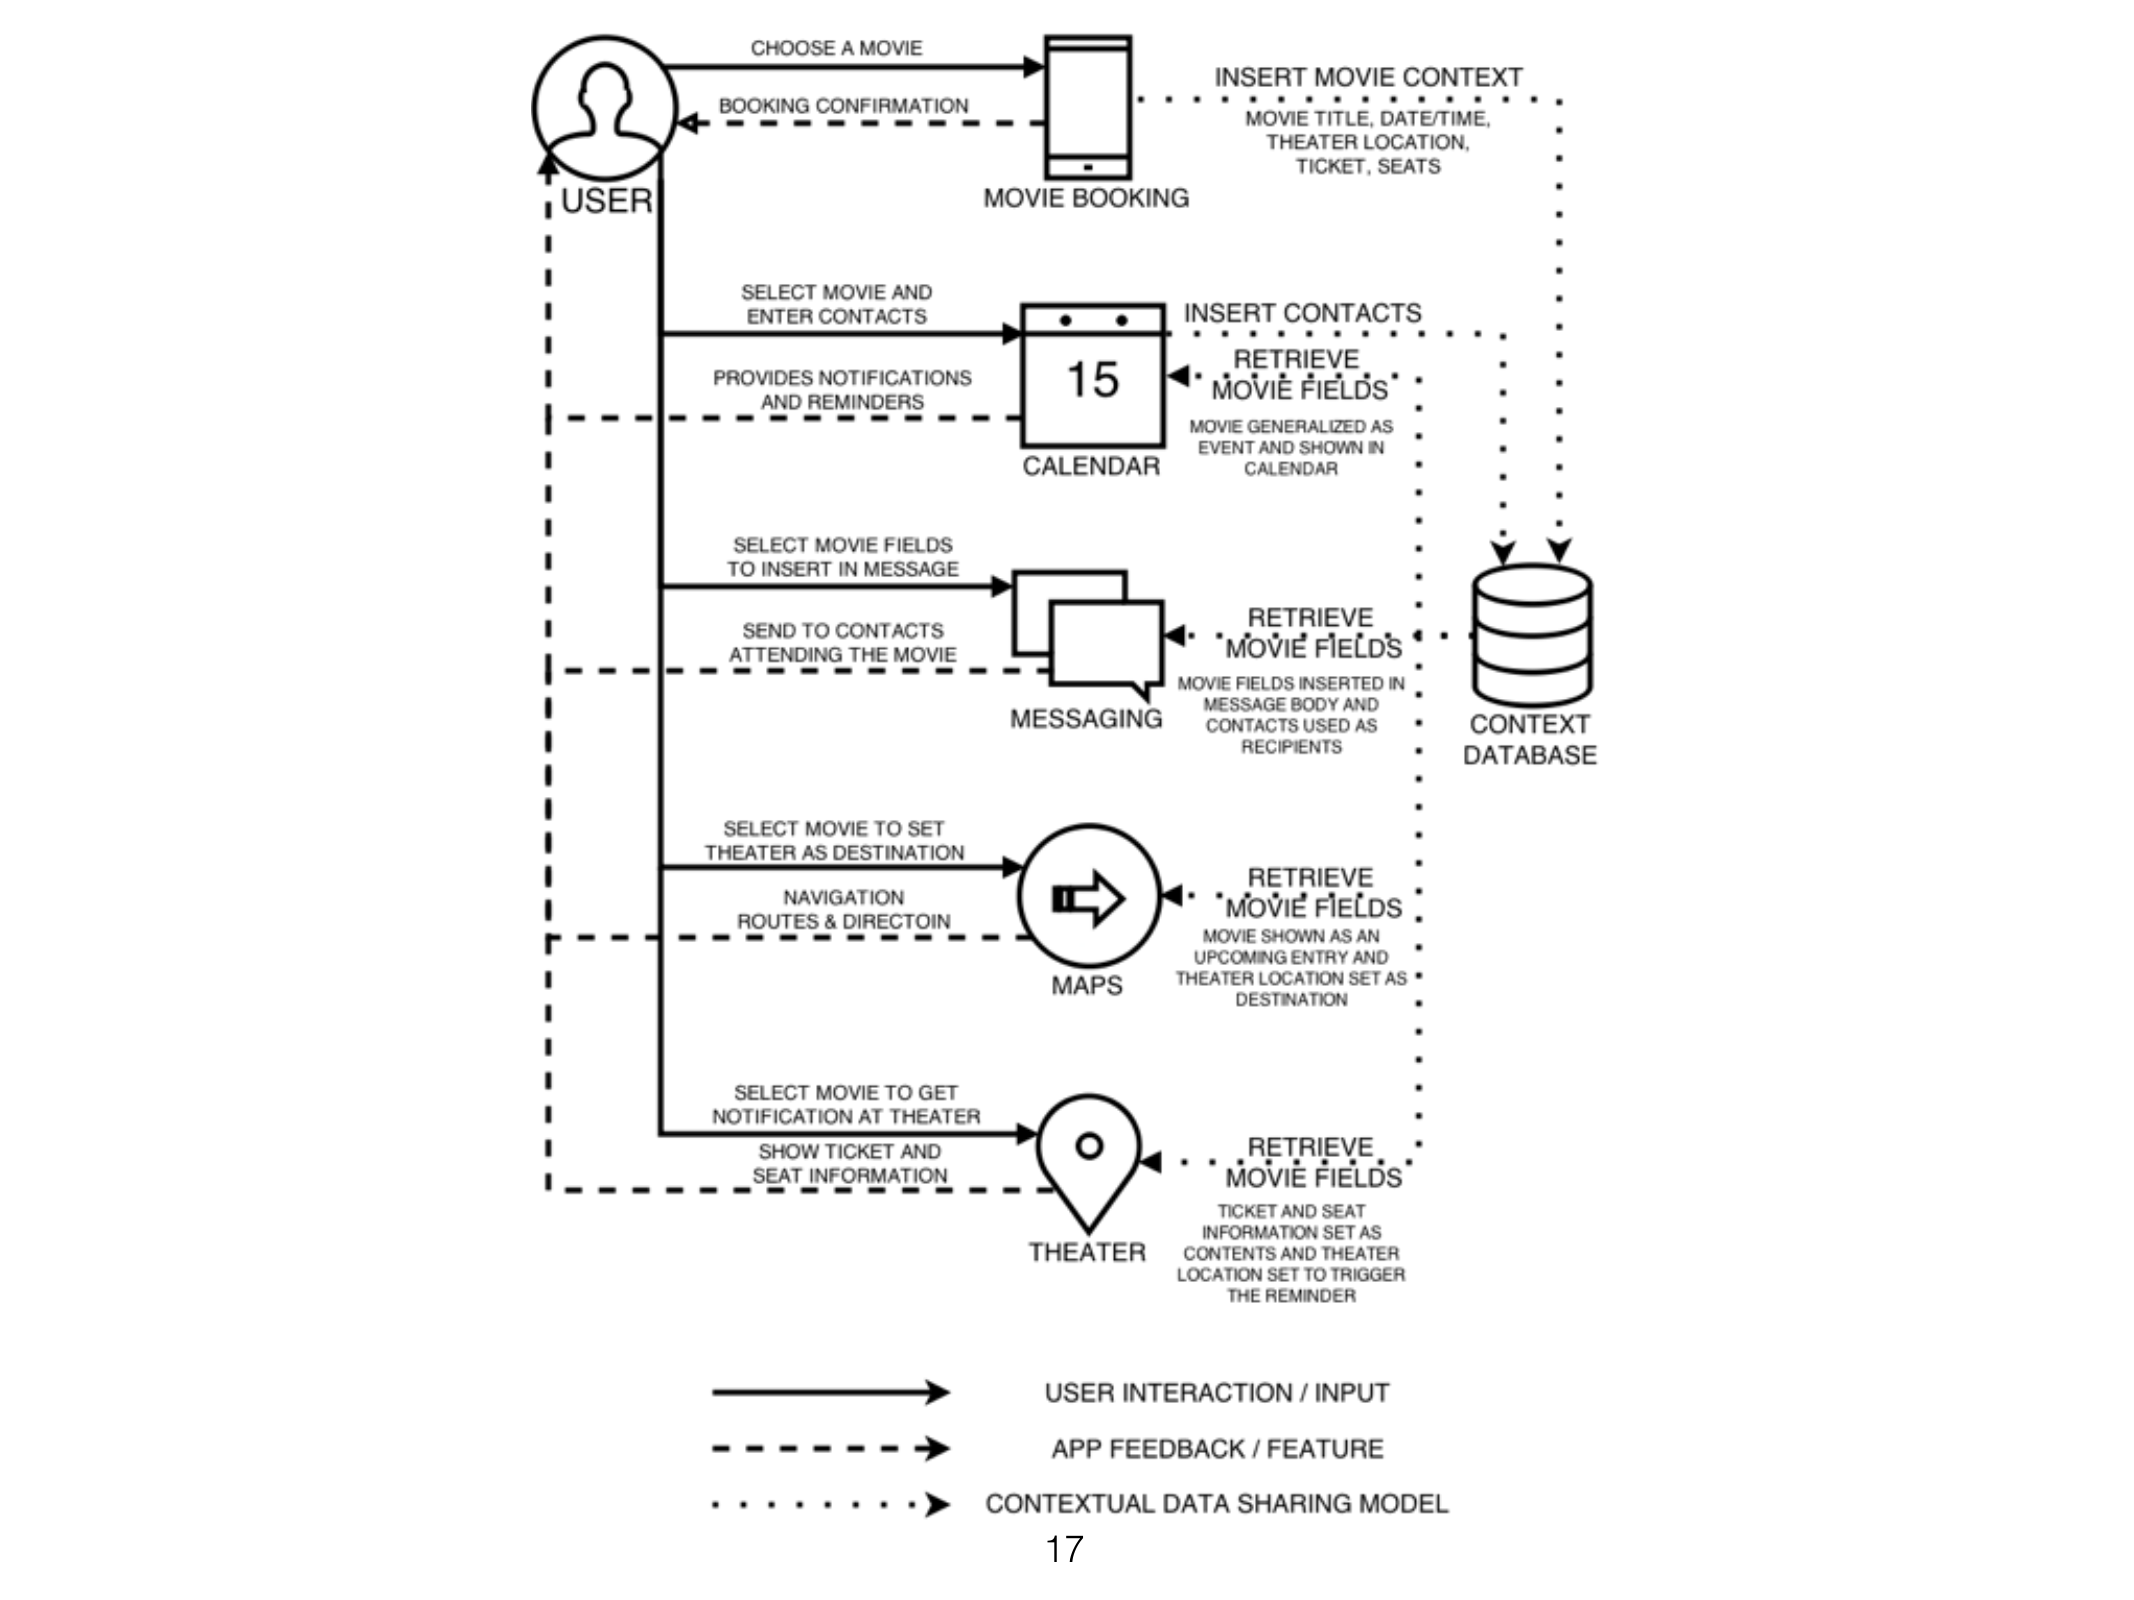 CHOOSE A MOVIE
BOOKING CONFIRMATION
USER
MOVIE BOOKING
INSERT MOVIE CONTEXT
MOVIE TITLE, DATE/TIME,
THEATER LOCATION,
TICKET, SEATS
SELECT MOVIE AND
ENTER CONTACTS
PROVIDES NOTIFICATIONS
AND REMINDERS
15
CALENDAR
INSERT CONTACTS
RETRIEVE
MOVIE FIELDS
MOVIE GENERALIZED AS
EVENT AND SHOWN IN
CALENDAR
SELECT MOVIE FIELDS
TO INSERT IN MESSAGE
SEND TO CONTACTS
ATTENDING THE MOVIE
MESSAGING
RETRIEVE
MOVIE FIELDS
MOVIE FIELDS INSERTED IN
MESSAGE BODY AND
CONTACTS USED AS
RECIPIENTS
CONTEXT
DATABASE
SELECT MOVIE TO SET
THEATER AS DESTINATION
NAVIGATION
ROUTES & DIRECTOIN
MAPS
RETRIEVE
MOVIE FIELDS
MOVIE SHOWN AS AN
UPCOMING ENTRY AND
THEATER LOCATION SET AS
DESTINATION
SELECT MOVIE TO GET
NOTIFICATION AT THEATER
SHOW TICKET AND
SEAT INFORMATION
THEATER
RETRIEVE
MOVIE FIELDS
TICKET AND SEAT
INFORMATION SET AS
CONTENTS AND THEATER
LOCATION SET TO TRIGGER
THE REMINDER
USER INTERACTION / INPUT
APP FEEDBACK / FEATURE
CONTEXTUAL DATA SHARING MODEL
17